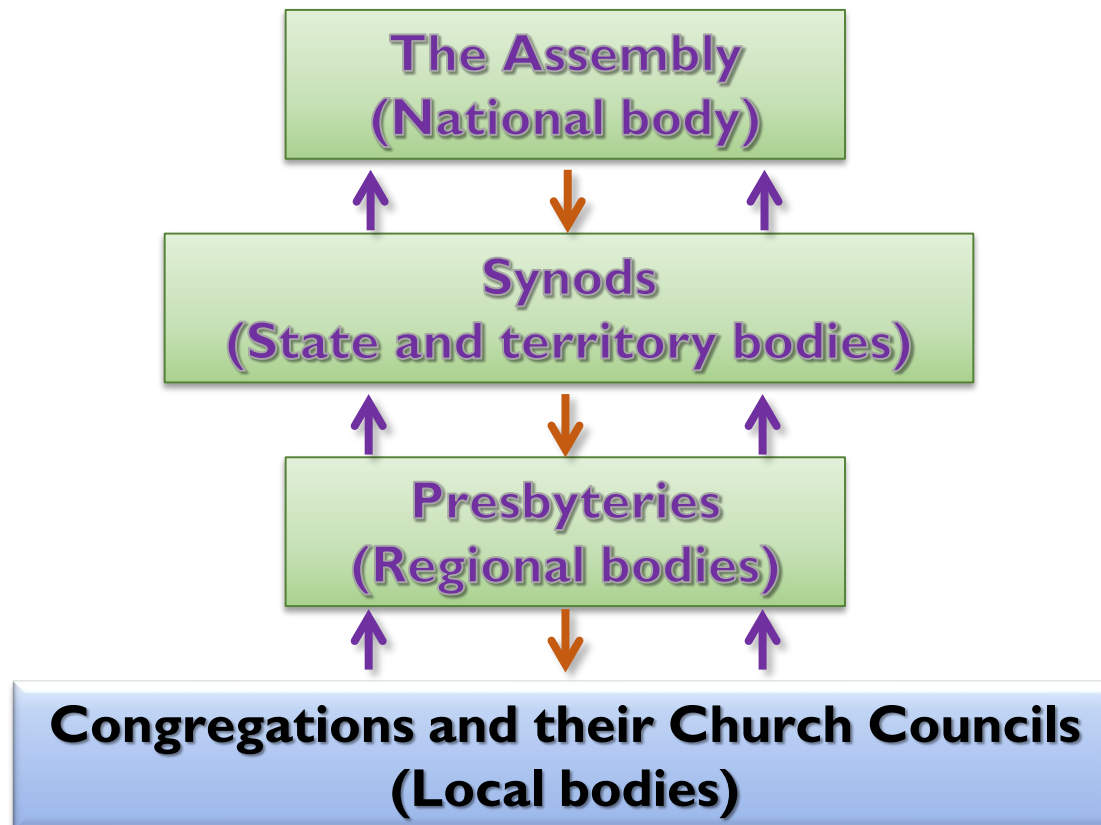 The Assembly
(National body)
Synods
(State and territory bodies)
Presbyteries
(Regional bodies)
Congregations and their Church Councils
(Local bodies)